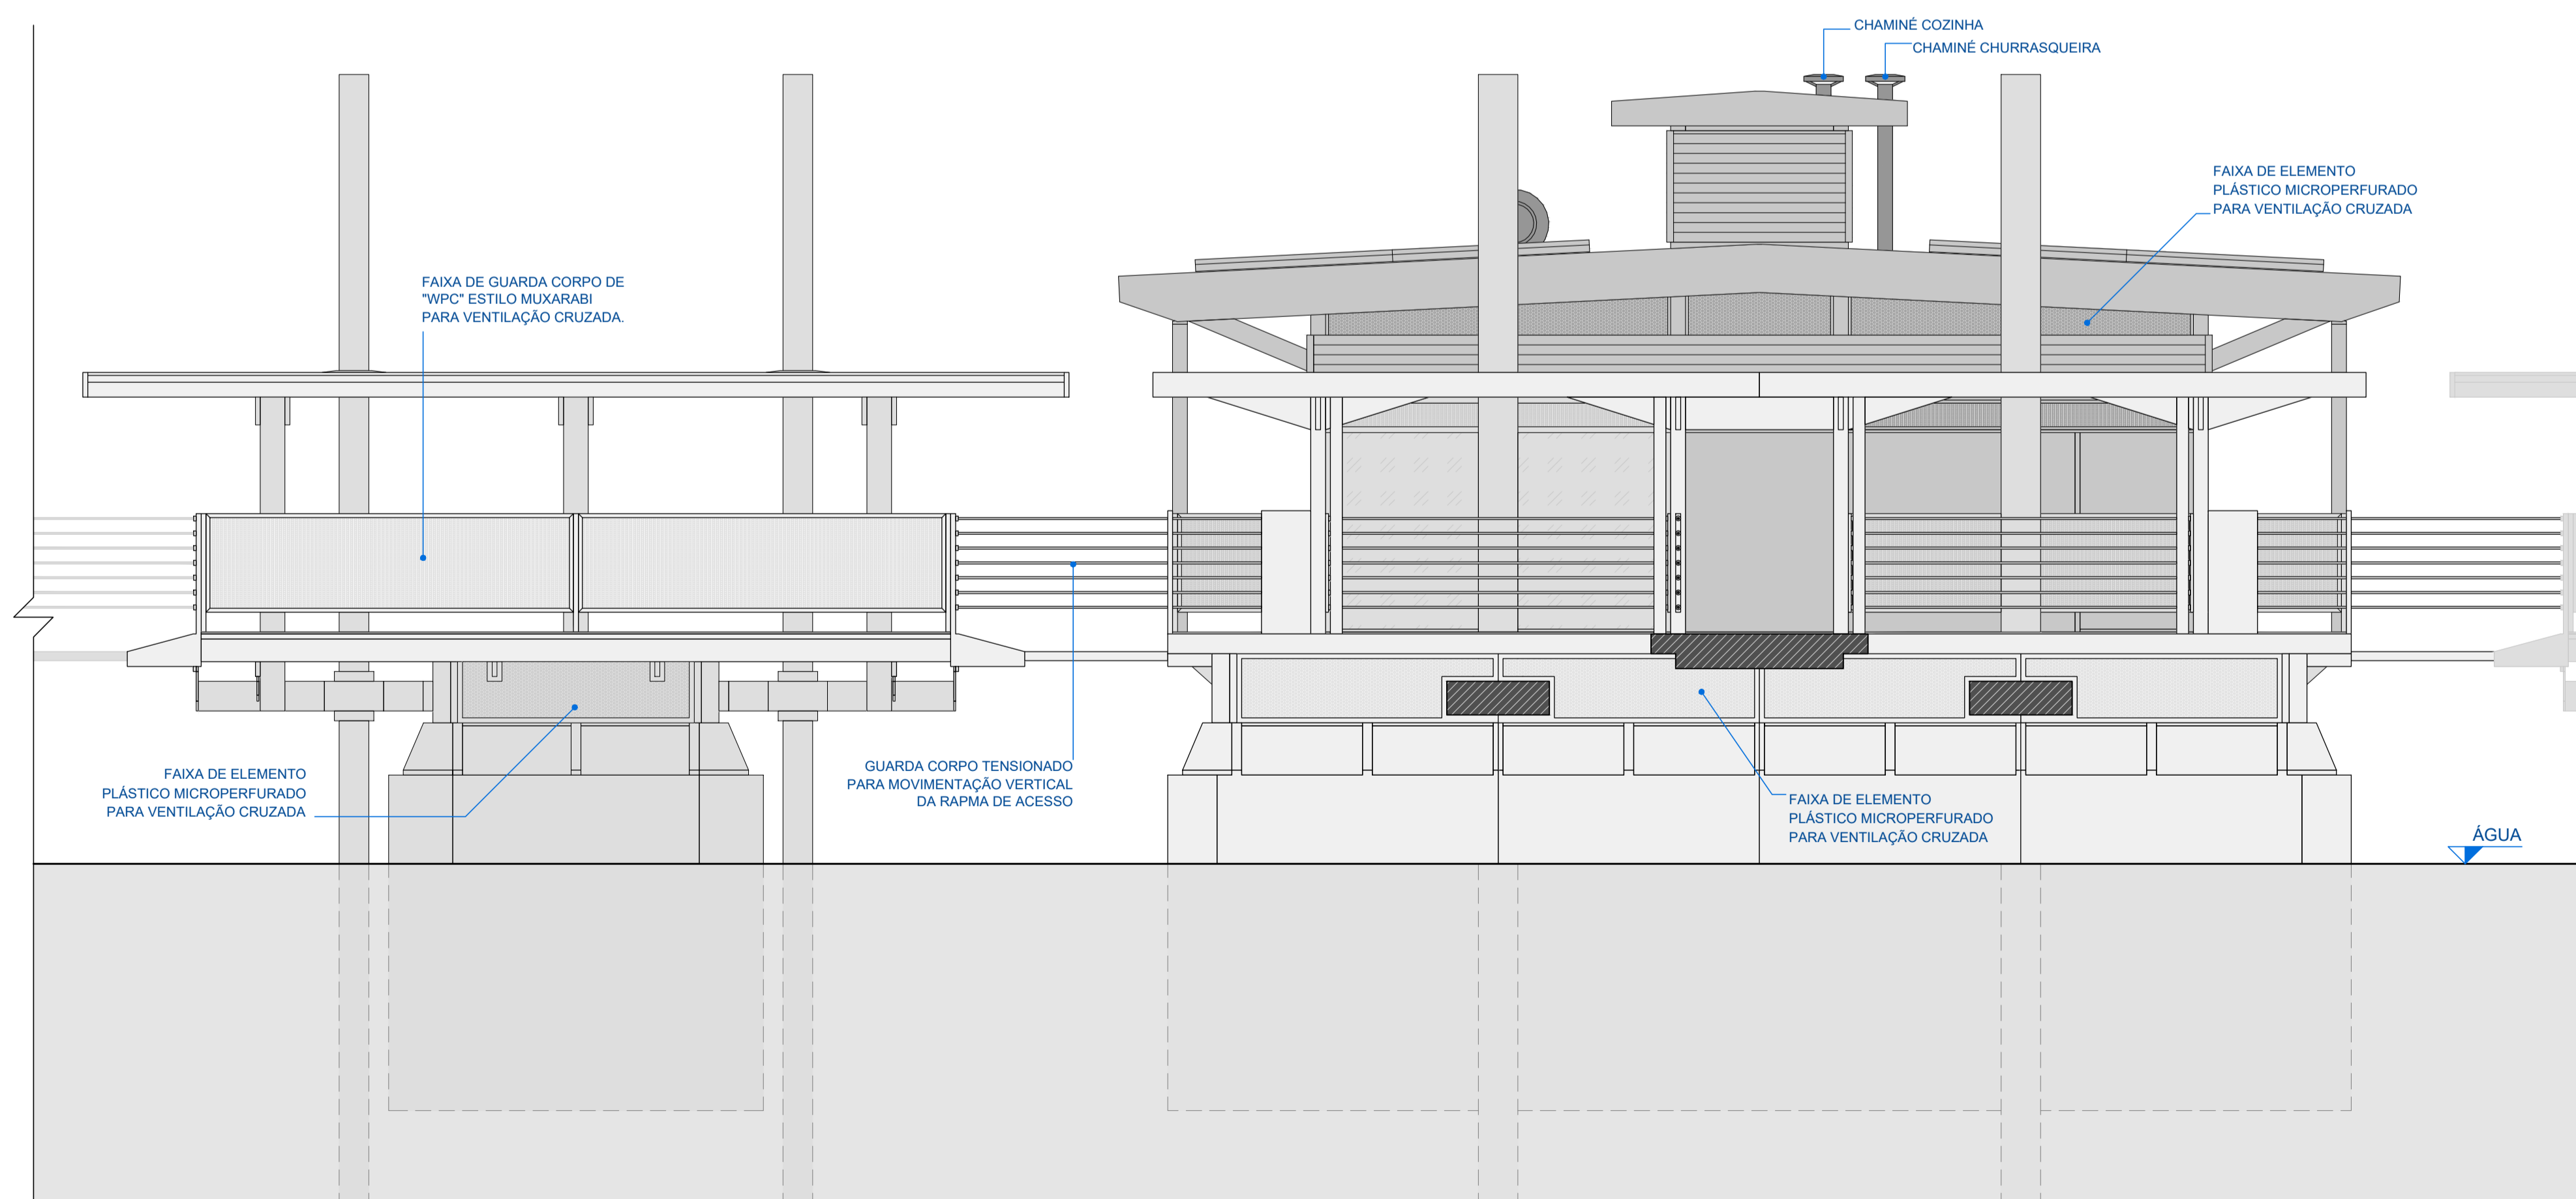 CHAMINÉ COZINHA
CHAMINÉ CHURRASQUEIRA
FAIXA DE ELEMENTO
PLÁSTICO MICROPERFURADO
PARA VENTILAÇÃO CRUZADA
FAIXA DE GUARDA CORPO DE
"WPC" ESTILO MUXARABI
PARA VENTILAÇÃO CRUZADA.
FAIXA DE ELEMENTO
PLÁSTICO MICROPERFURADO
PARA VENTILAÇÃO CRUZADA
GUARDA CORPO TENSIONADO
PARA MOVIMENTAÇÃO VERTICAL
DA RAPMA DE ACESSO
FAIXA DE ELEMENTO
PLÁSTICO MICROPERFURADO
PARA VENTILAÇÃO CRUZADA
ÁGUA